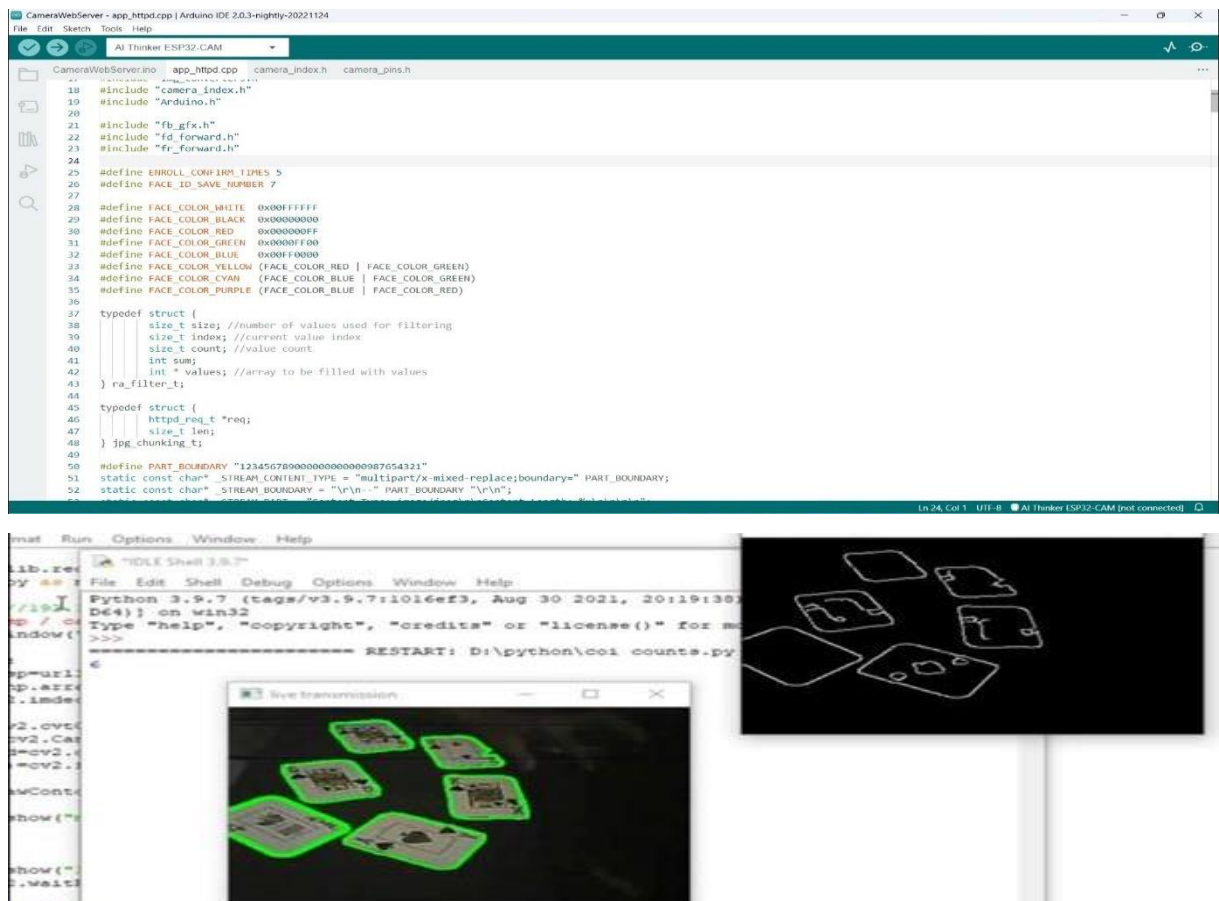 CameraWebServer - app_httpd.cpp | Arduino IDE 2.0.3-nightly-20221124
File Edit Sketch Tools Help
AI Thinker ESP32-CAM
CameraWebServer.ino app_httpd.cpp camera_index.h camera_pins.h
18 #include "camera_index.h"
19 #include "Arduino.h"
20
21 #include "fb_gfx.h"
22 #include "fd_forward.h"
23 #include "fr_forward.h"
24
25 #define ENROLL_CONFIRM_TIMES 5
26 #define FACE_ID_SAVE_NUMBER 7
27
28 #define FACE_COLOR_WHITE 0x00FFFFFF
29 #define FACE_COLOR_BLACK 0x00000000
30 #define FACE_COLOR_RED 0x000000FF
31 #define FACE_COLOR_GREEN 0x0000FF00
32 #define FACE_COLOR_BLUE 0x00FF0000
33 #define FACE_COLOR_YELLOW (FACE_COLOR_RED | FACE_COLOR_GREEN)
34 #define FACE_COLOR_CYAN (FACE_COLOR_BLUE | FACE_COLOR_GREEN)
35 #define FACE_COLOR_PURPLE (FACE_COLOR_BLUE | FACE_COLOR_RED)
36
37 typedef struct {
38 size_t size; //number of values used for filtering
39 size_t index; //current value index
40 size_t count; //value count
41 int sum;
42 int * values; //array to be filled with values
43 } ra_filter_t;
44
45 typedef struct {
46 httpd_req_t *req;
47 size_t len;
48 } jpg_chunking_t;
49
50 #define PART_BOUNDARY "123456789000000000000987654321"
51 static const char* _STREAM_CONTENT_TYPE = "multipart/x-mixed-replace;boundary=" PART_BOUNDARY;
52 static const char* _STREAM_BOUNDARY = "\r\n--" PART_BOUNDARY "\r\n";
Ln 24, Col 1 UTF-8 AI Thinker ESP32-CAM [not connected]
mat Run Options Window Help
*IDLE Shell 3.9.7*
File Edit Shell Debug Options Window Help
Python 3.9.7 (tags/v3.9.7:1016ef3, Aug 30 2021, 20:19:38)
D64)] on win32
Type "help", "copyright", "credits" or "license()" for mo
>>>
RESTART: D:\python\coi counts.py
6
live transmission